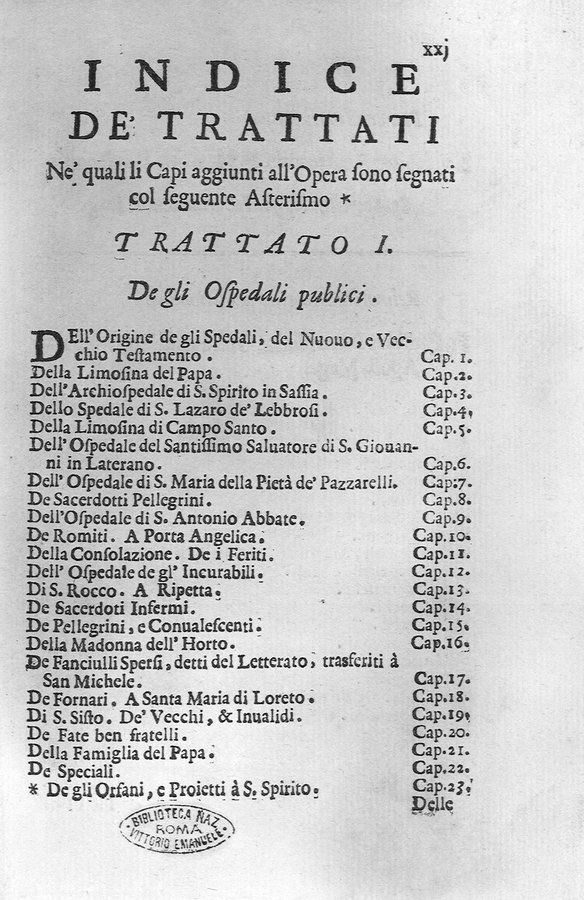 xxj
INDICE
DE' TRATTATI
Ne' quali li Capi aggiunti all'Opera ſono ſegnati
col ſeguente Aſteriſmo *
TRATTATO I.
De gli Oſpedali publici.
DEll'Origine de gli Spedali, del Nuouo, e Vec-
chio Teſtamento. Cap. 1.
Della Limoſina del Papa. Cap.2.
Dell'Archioſpedale di S. Spirito in Saſſia. Cap.3.
Dello Spedale di S. Lazaro de' Lebbroſi. Cap.4.
Della Limoſina di Campo Santo. Cap.5.
Dell' Oſpedale del Santiſſimo Saluatore di S. Giouan-
ni in Laterano. Cap.6.
Dell' Oſpedale di S. Maria della Pietà de' Pazzarelli. Cap:7.
De Sacerdotti Pellegrini. Cap.8.
Dell'Oſpedale di S. Antonio Abbate. Cap.9.
De Romiti. A Porta Angelica. Cap.10.
Della Conſolazione. De i Feriti. Cap.11.
Dell' Oſpedale de gl' Incurabili. Cap.12.
Di S. Rocco. A Ripetta. Cap.13.
De Sacerdoti Infermi. Cap.14.
De Pellegrini, e Conualeſcenti. Cap.15.
Della Madonna dell' Horto. Cap.16.
De Fanciulli Sperſi, detti del Letterato, trasferiti à
San Michele. Cap.17.
De Fornari. A Santa Maria di Loreto. Cap.18.
Di S. Siſto. De' Vecchi, & Inualidi. Cap.19.
De Fate ben fratelli. Cap.20.
Della Famiglia del Papa. Cap.21.
De Speciali. Cap.22.
* De gli Orfani, e Proietti à S. Spirito. Cap.23.
Delle
BIBLIOTECA NAZ.
ROMA
VITTORIO EMANUELE